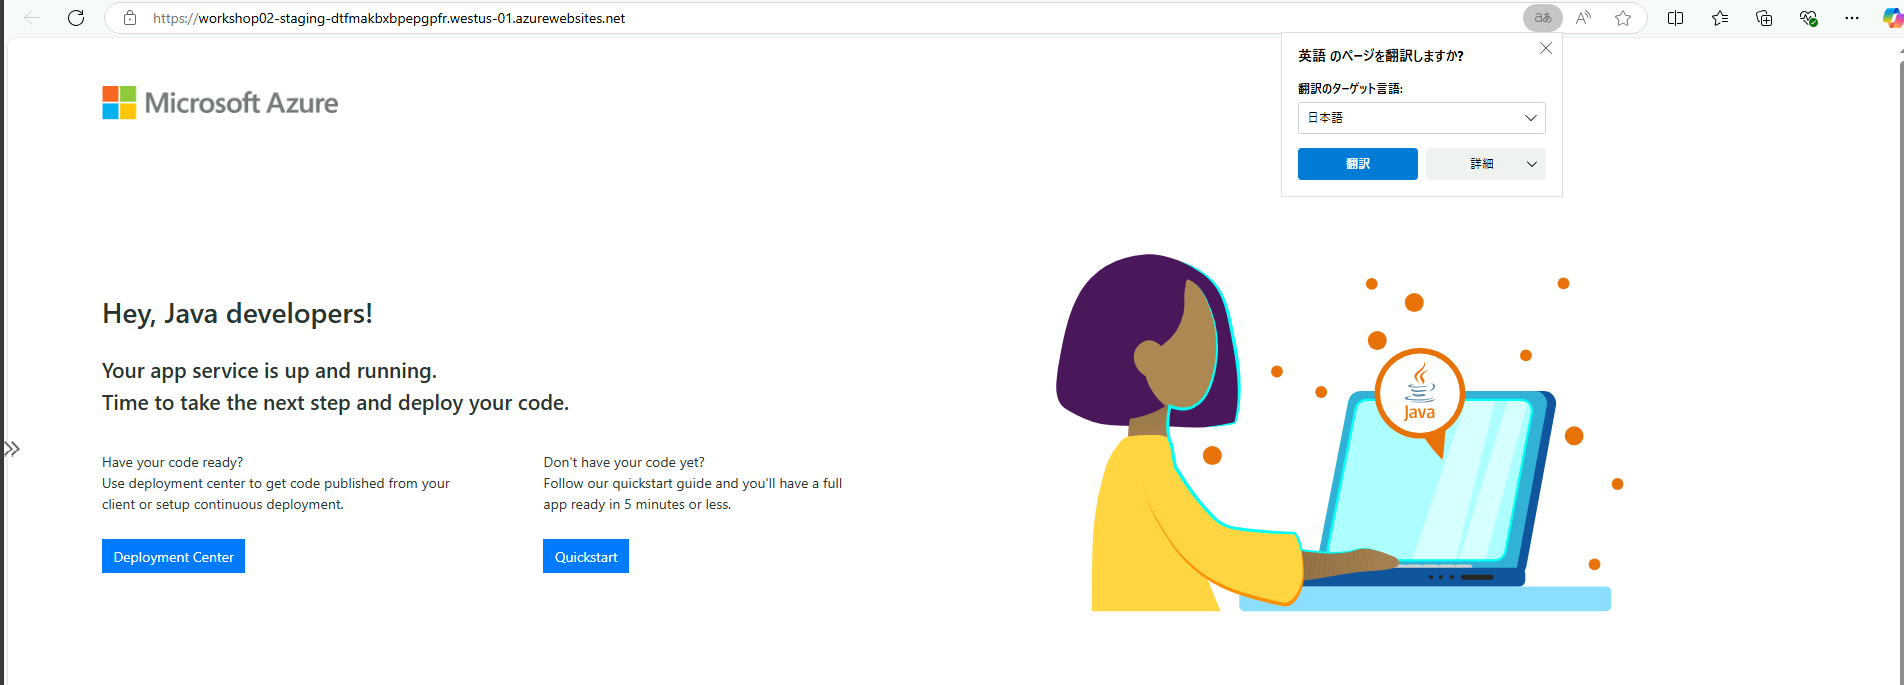 https://workshop02-staging-dtfmakbxbpepgpfr.westus-01.azurewebsites.net
aあ
A
英語 のページを翻訳しますか?
翻訳のターゲット言語:
日本語
翻訳
詳細
Microsoft Azure
Hey, Java developers!
Your app service is up and running.
Time to take the next step and deploy your code.
Have your code ready?
Use deployment center to get code published from your
client or setup continuous deployment.
Deployment Center
Don't have your code yet?
Follow our quickstart guide and you'll have a full
app ready in 5 minutes or less.
Quickstart
Java